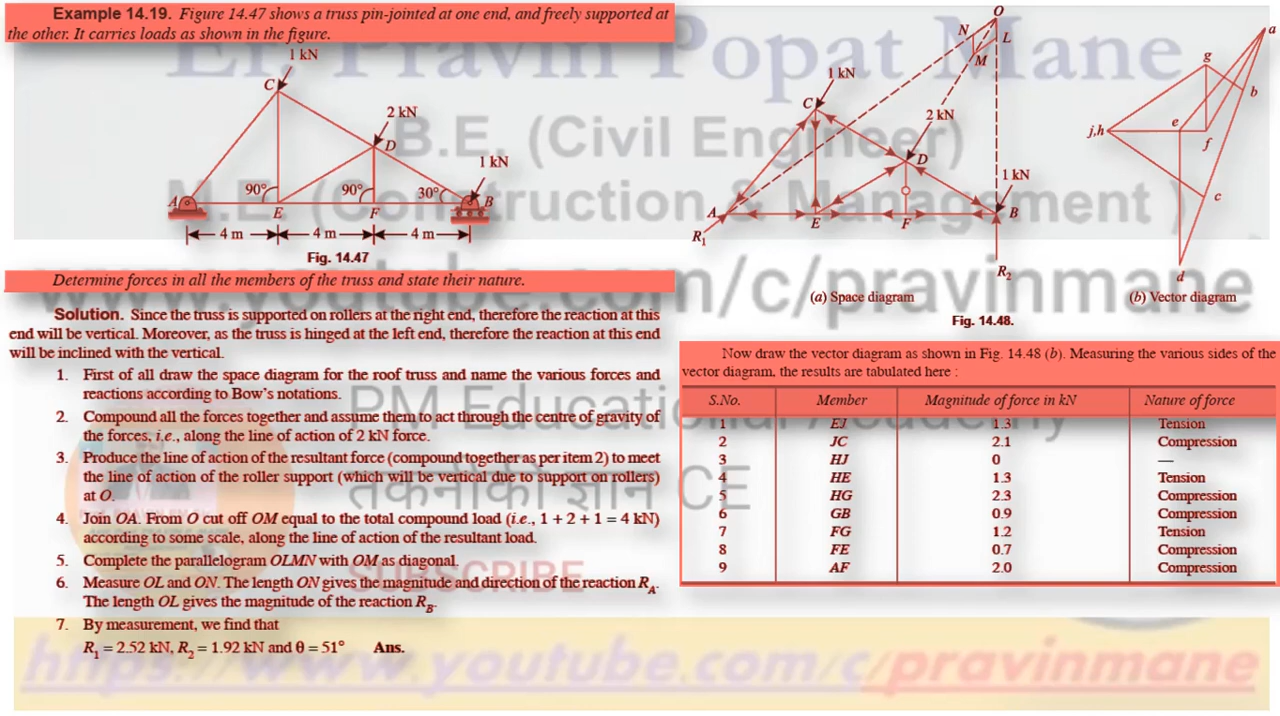 Example 14.19. Figure 14.47 shows a truss pin-jointed at one end, and freely supported at
the other. It carries loads as shown in the figure.
1 kN
C
2 kN
D
1 kN
90°
90°
30°
A
E
F
B
4 m
4 m
4 m
Fig. 14.47
Determine forces in all the members of the truss and state their nature.
Solution. Since the truss is supported on rollers at the right end, therefore the reaction at this
end will be vertical. Moreover, as the truss is hinged at the left end, therefore the reaction at this end
will be inclined with the vertical.
1. First of all draw the space diagram for the roof truss and name the various forces and
reactions according to Bow's notations.
2. Compound all the forces together and assume them to act through the centre of gravity of
the forces, i.e., along the line of action of 2 kN force.
3. Produce the line of action of the resultant force (compound together as per item 2) to meet
the line of action of the roller support (which will be vertical due to support on rollers)
at O.
4. Join OA. From O cut off OM equal to the total compound load (i.e., 1 + 2 + 1 = 4 kN)
according to some scale, along the line of action of the resultant load.
5. Complete the parallelogram OLMN with OM as diagonal.
6. Measure OL and ON. The length ON gives the magnitude and direction of the reaction RA.
The length OL gives the magnitude of the reaction RB.
7. By measurement, we find that
R1 = 2.52 kN, R2 = 1.92 kN and θ = 51° Ans.
O
N
L
M
1 kN
C
2 kN
D
1 kN
A
E
F
B
R1
R2
(a) Space diagram
a
g
b
e
j,h
f
c
d
(b) Vector diagram
Fig. 14.48.
Now draw the vector diagram as shown in Fig. 14.48 (b). Measuring the various sides of the
vector diagram, the results are tabulated here :
S.No. Member Magnitude of force in kN Nature of force
1 EJ 1.3 Tension
2 JC 2.1 Compression
3 HJ 0 —
4 HE 1.3 Tension
5 HG 2.3 Compression
6 GB 0.9 Compression
7 FG 1.2 Tension
8 FE 0.7 Compression
9 AF 2.0 Compression
Er Pravin Popat Mane
B.E. (Civil Engineer)
M.E (Construction & Management )
www.youtube.com/c/pravinmane
PM Educational Academy
तकनीकी ज्ञान CE
SUBSCRIBE
https://www.youtube.com/c/pravinmane